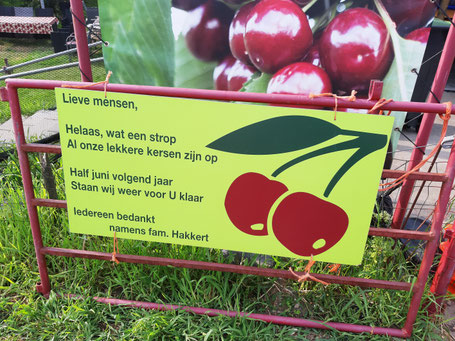 Lieve mensen,
Helaas, wat een strop
Al onze lekkere kersen zijn op
Half juni volgend jaar
Staan wij weer voor U klaar
Iedereen bedankt
namens fam. Hakkert